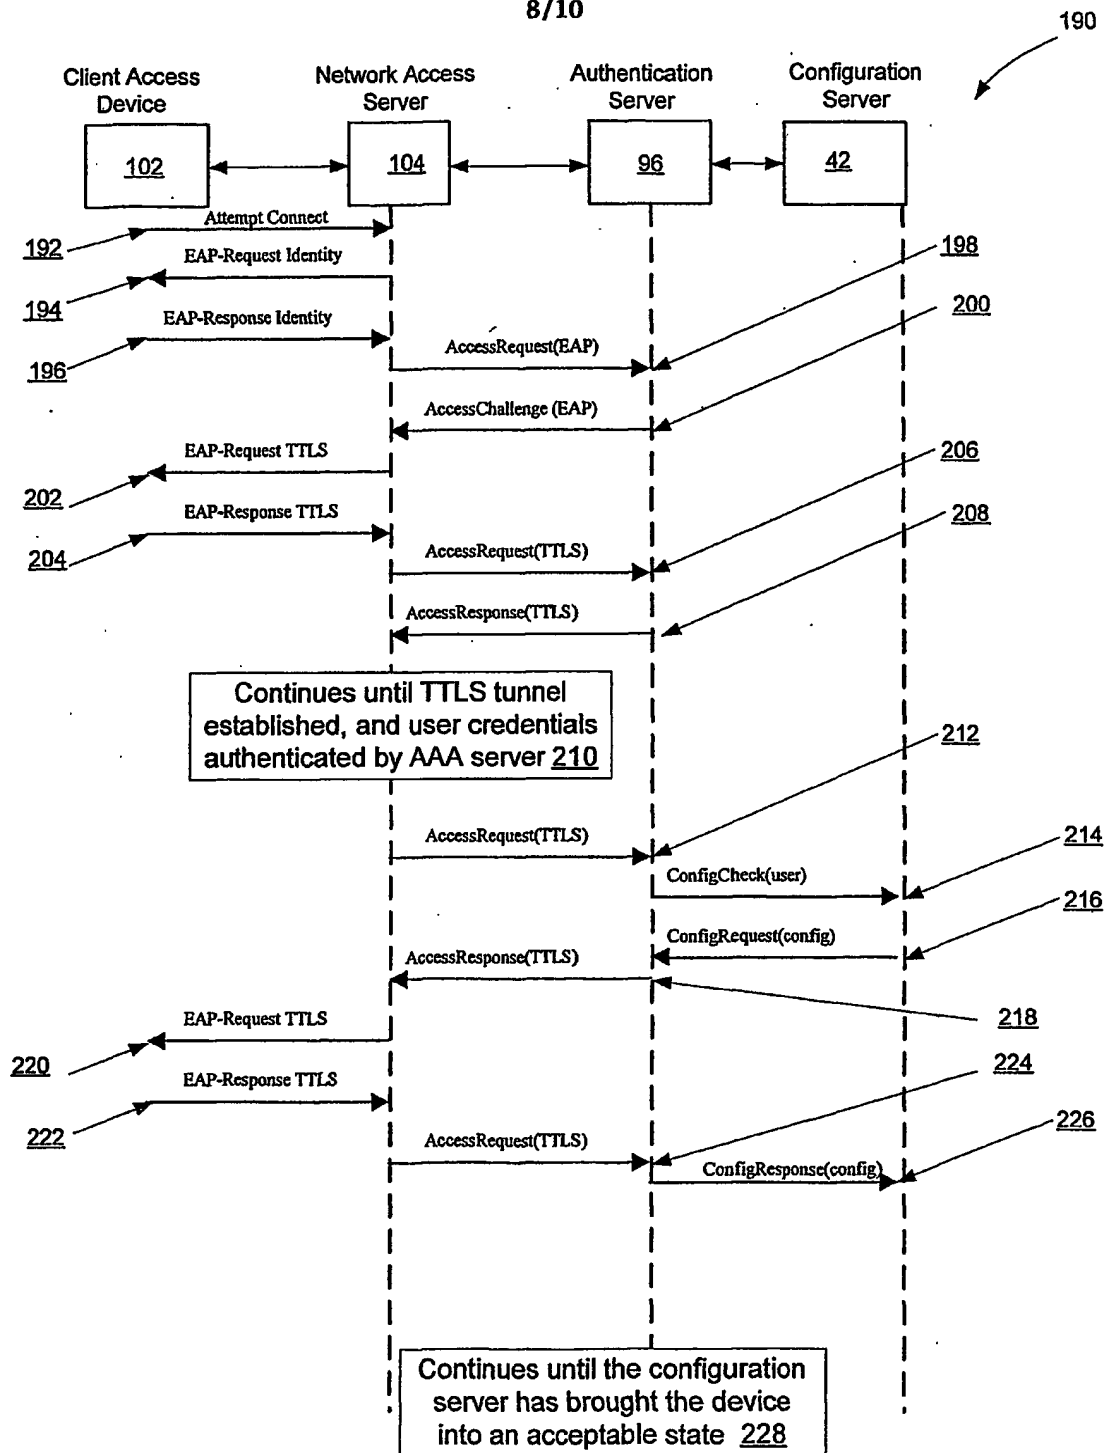 8/10
190
Client Access
Device
Network Access
Server
Authentication
Server
Configuration
Server
102
104
96
42
Attempt Connect
192
EAP-Request Identity
198
194
200
EAP-Response Identity
AccessRequest(EAP)
196
AccessChallenge (EAP)
EAP-Request TTLS
206
202
EAP-Response TTLS
208
204
AccessRequest(TTLS)
AccessResponse(TTLS)
Continues until TTLS tunnel
established, and user credentials
authenticated by AAA server 210
212
AccessRequest(TTLS)
214
ConfigCheck(user)
216
ConfigRequest(config)
AccessResponse(TTLS)
EAP-Request TTLS
218
220
224
EAP-Response TTLS
222
226
AccessRequest(TTLS)
ConfigResponse(config)
Continues until the configuration
server has brought the device
into an acceptable state 228